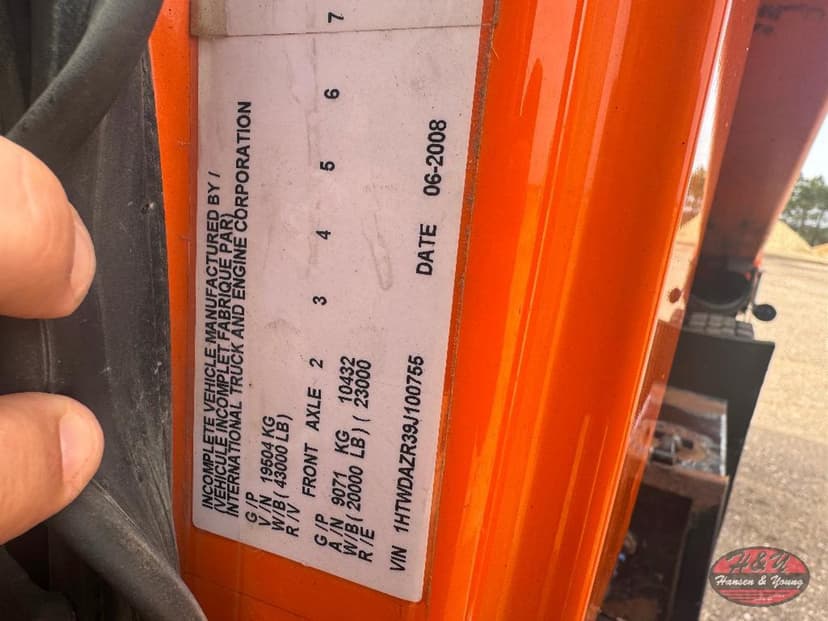 INCOMPLETE VEHICLE MANUFACTURED BY /
(VEHICULE INCOMPLET FABRIQUE PAR)
INTERNATIONAL TRUCK AND ENGINE CORPORATION
G / P
V / N 19504 KG
W/B ( 43000 LB)
R / V
FRONT AXLE 2 3 4 5 6 7
G / P
A / N 9071 KG 10432
W/B ( 20000 LB) ( 23000
R / E
DATE 06-2008
VIN 1HTWDAZR39J100755
H&Y
Hansen & Young